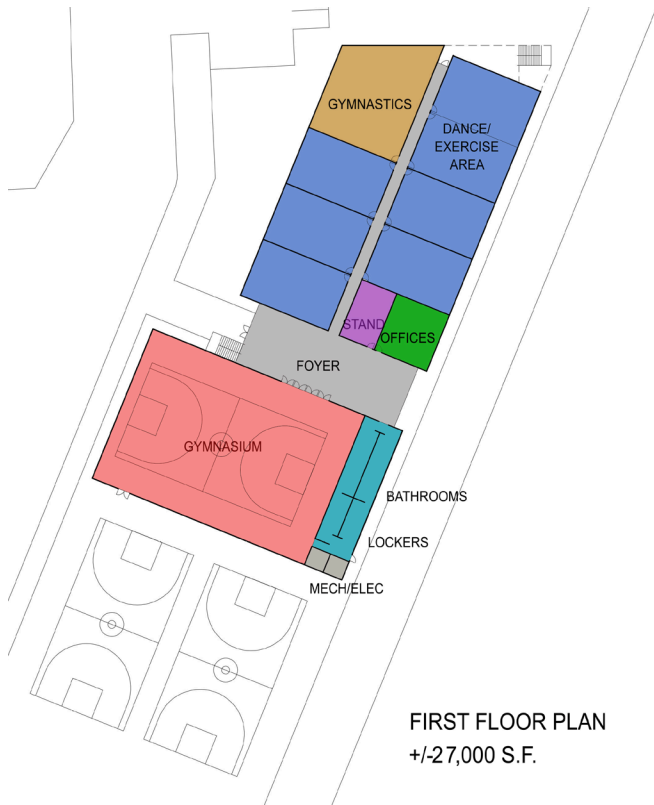 GYMNASTICS
DANCE/
EXERCISE
AREA
STAND
OFFICES
FOYER
GYMNASIUM
BATHROOMS
LOCKERS
MECH/ELEC
FIRST FLOOR PLAN
+/-27,000 S.F.